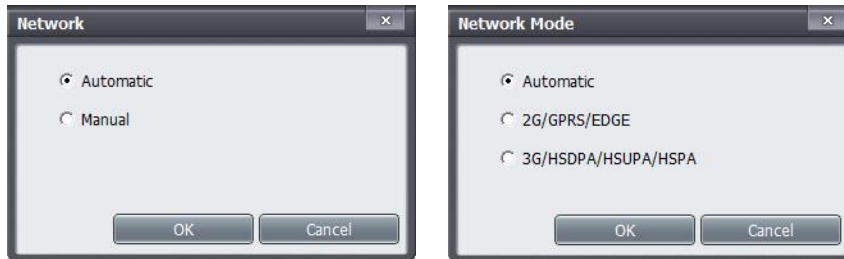 Network
Automatic
Manual
OK Cancel
Network Mode
Automatic
2G/GPRS/EDGE
3G/HSDPA/HSUPA/HSPA
OK Cancel